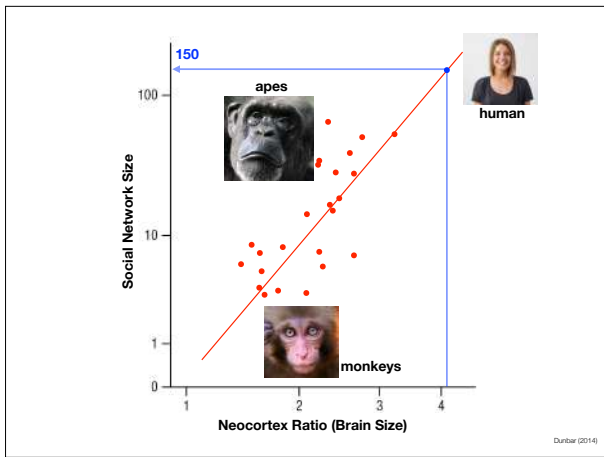 150
apes
human
100
10
1
0
Social Network Size
monkeys
1
2
3
4
Neocortex Ratio (Brain Size)
Dunbar (2014)